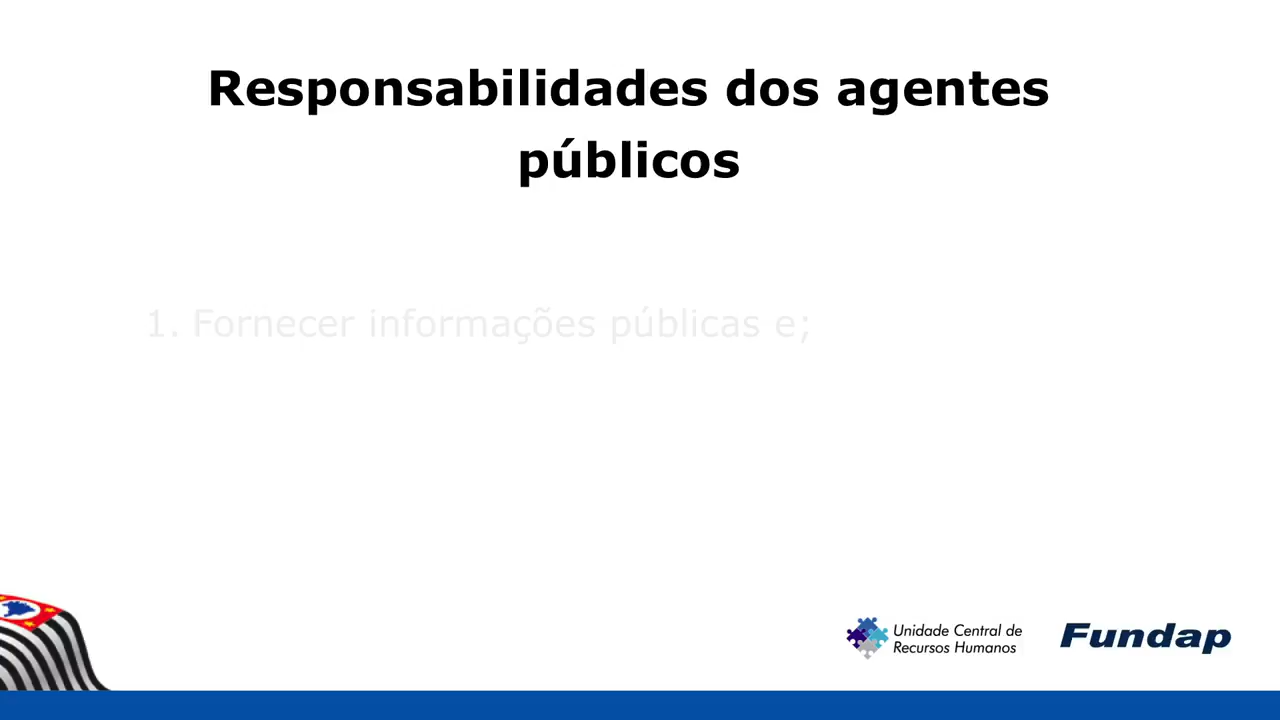 Responsabilidades dos agentes
públicos
1. Fornecer informações públicas e;
Unidade Central de
Recursos Humanos
Fundap